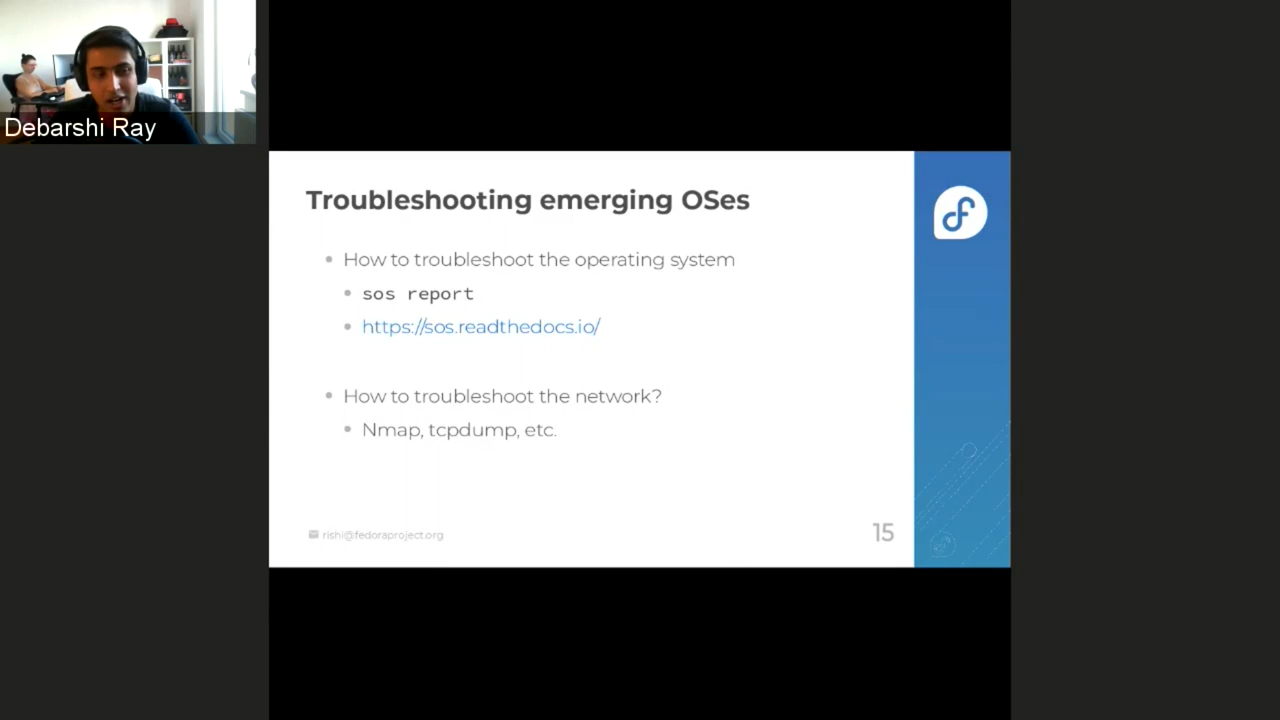 Debarshi Ray
Troubleshooting emerging OSes
How to troubleshoot the operating system
sos report
https://sos.readthedocs.io/
How to troubleshoot the network?
Nmap, tcpdump, etc.
rishi@fedoraproject.org
15